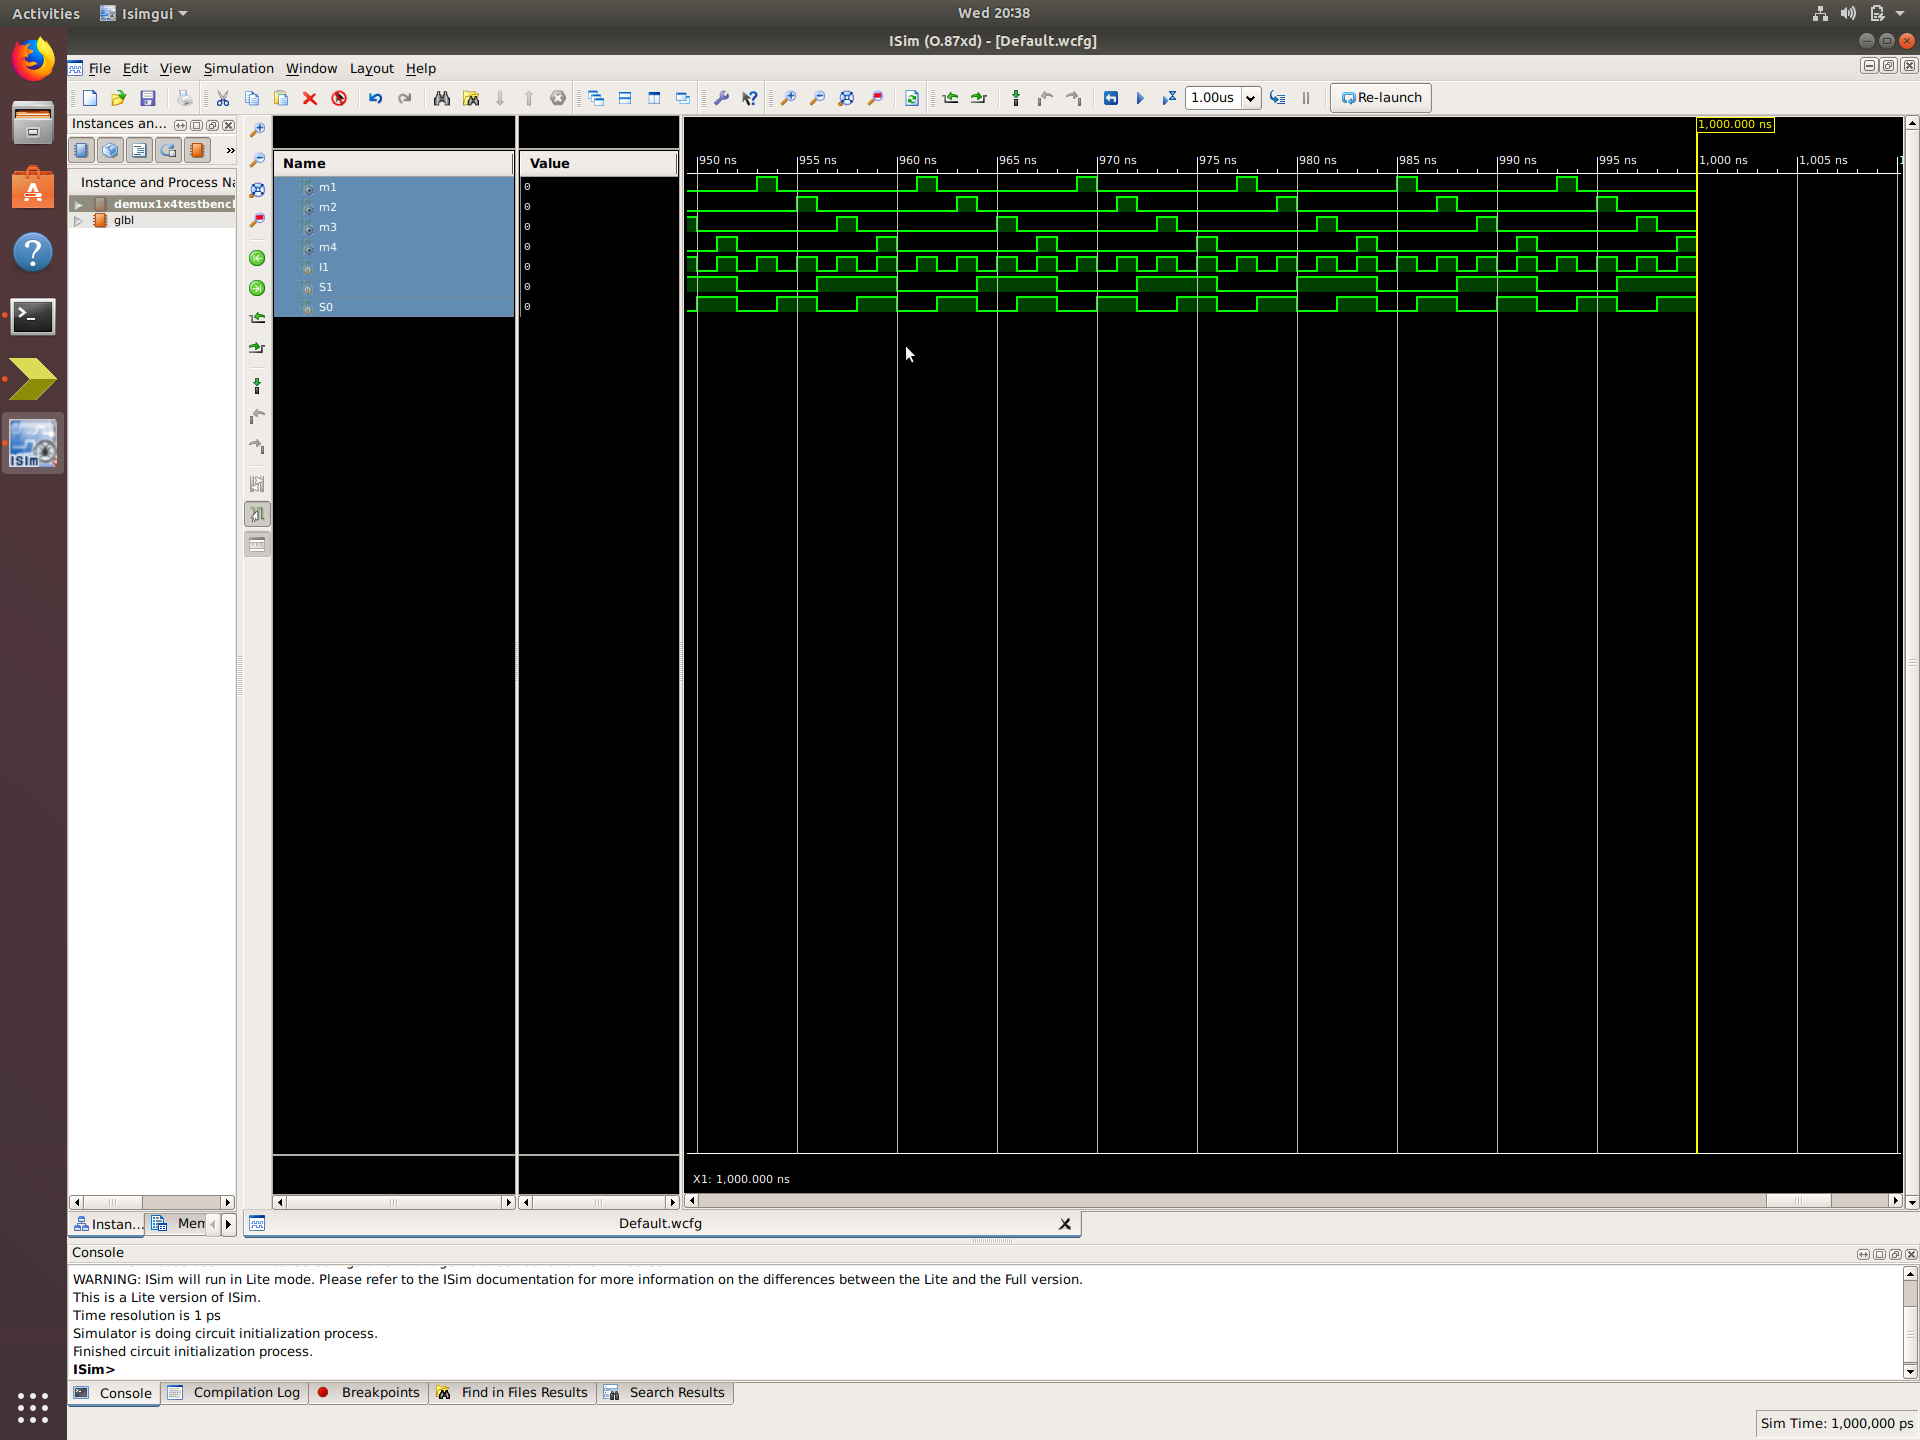 Activities Isimgui Wed 20:38
ISim (O.87xd) - [Default.wcfg]
File Edit View Simulation Window Layout Help
1.00us Re-launch
Instances an...
»
Instance and Process Na
demux1x4testbencl
glbl
Name Value
m1 0
m2 0
m3 0
m4 0
I1 0
S1 0
S0 0
1,000.000 ns
950 ns 955 ns 960 ns 965 ns 970 ns 975 ns 980 ns 985 ns 990 ns 995 ns 1,000 ns 1,005 ns
X1: 1,000.000 ns
Instan... Mem
Default.wcfg
Console
WARNING: ISim will run in Lite mode. Please refer to the ISim documentation for more information on the differences between the Lite and the Full version.
This is a Lite version of ISim.
Time resolution is 1 ps
Simulator is doing circuit initialization process.
Finished circuit initialization process.
ISim>
Console Compilation Log Breakpoints Find in Files Results Search Results
Sim Time: 1,000,000 ps
ISim